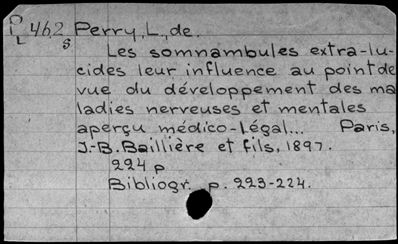 P 462 Perry, L., de.
L s
Les somnambules extra-lu-
cides leur influence au point de
vue du développement des ma
ladies nerveuses et mentales
aperçu médico-légal... Paris,
J.-B. Baillière et fils, 1897.
224 p
Bibliogr. p. 223-224.